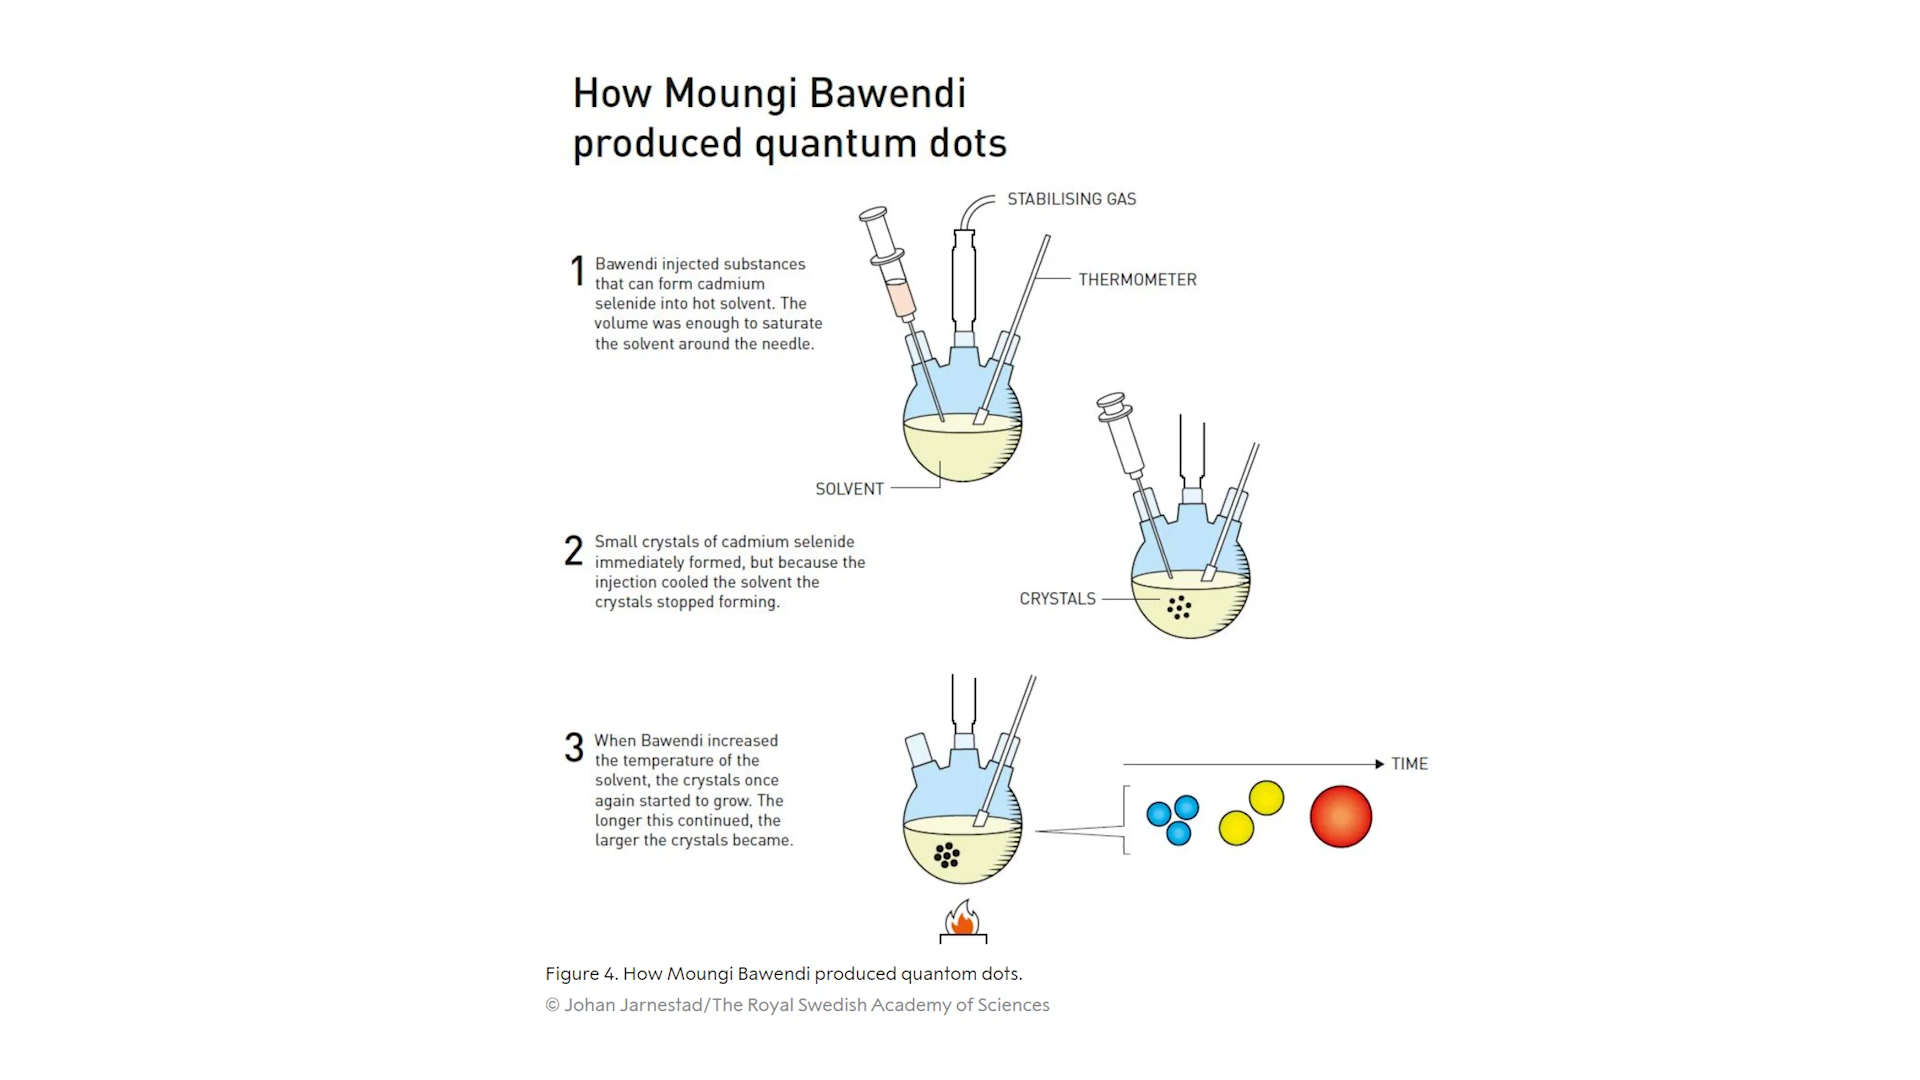 How Moungi Bawendi
produced quantum dots
STABILISING GAS
1
Bawendi injected substances
that can form cadmium
selenide into hot solvent. The
volume was enough to saturate
the solvent around the needle.
THERMOMETER
SOLVENT
2
Small crystals of cadmium selenide
immediately formed, but because the
injection cooled the solvent the
crystals stopped forming.
CRYSTALS
3
When Bawendi increased
the temperature of the
solvent, the crystals once
again started to grow. The
longer this continued, the
larger the crystals became.
TIME
Figure 4. How Moungi Bawendi produced quantom dots.
© Johan Jarnestad/The Royal Swedish Academy of Sciences